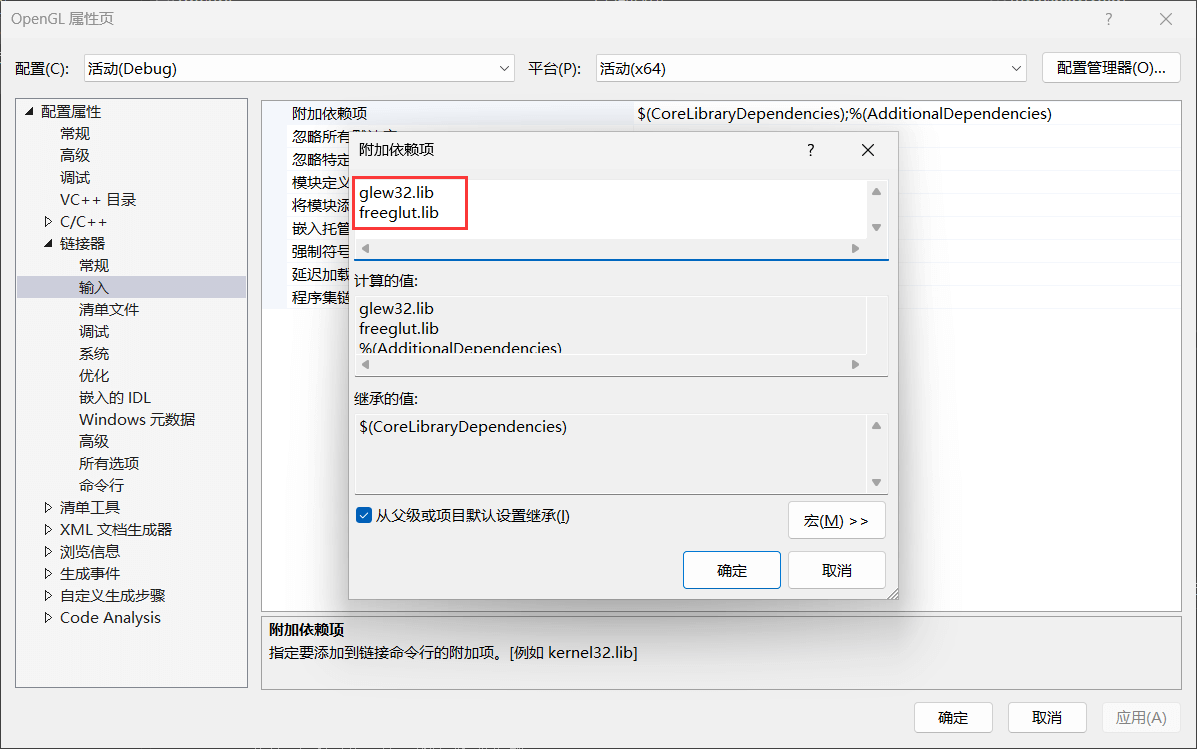 OpenGL 属性页
配置(C):
活动(Debug)
平台(P):
活动(x64)
配置管理器(O)...
配置属性
常规
高级
调试
VC++ 目录
C/C++
链接器
常规
输入
清单文件
调试
系统
优化
嵌入的 IDL
Windows 元数据
高级
所有选项
命令行
清单工具
XML 文档生成器
浏览信息
生成事件
自定义生成步骤
Code Analysis
附加依赖项
$(CoreLibraryDependencies);%(AdditionalDependencies)
忽略所有
忽略特定
模块定义
将模块添
嵌入托管
强制符号
延迟加载
程序集链
附加依赖项
?
glew32.lib
freeglut.lib
计算的值:
glew32.lib
freeglut.lib
%(AdditionalDependencies)
继承的值:
$(CoreLibraryDependencies)
从父级或项目默认设置继承(I)
宏(M) >>
确定
取消
附加依赖项
指定要添加到链接命令行的附加项。[例如 kernel32.lib]
确定
取消
应用(A)